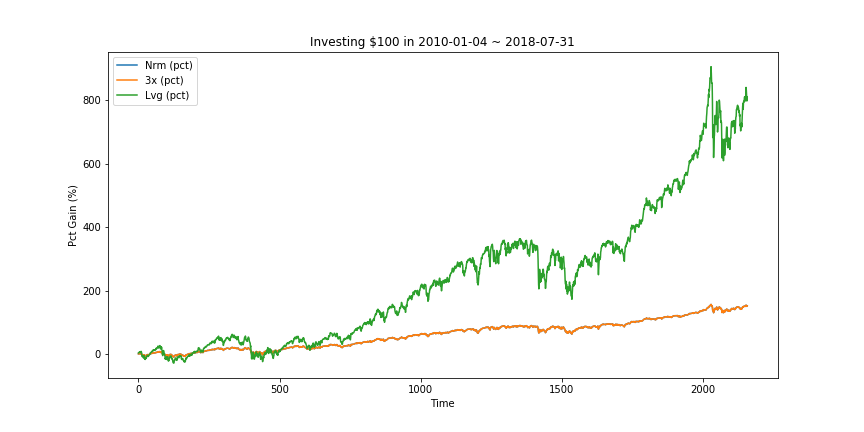 Investing $100 in 2010-01-04 ~ 2018-07-31
Nrm (pct)
3x (pct)
Lvg (pct)
Pct Gain (%)
800
600
400
200
0
0 500 1000 1500 2000
Time